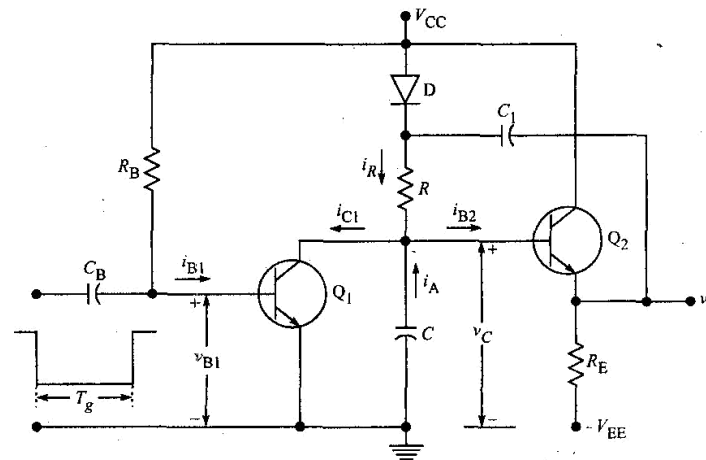 V_CC
D
C_1
R_B
i_R
R
i_C1
i_B2
Q_2
C_B
i_B1
Q_1
i_A
+
+
v
v_B1
C
v_C
R_E
T_g
−
−
− V_EE